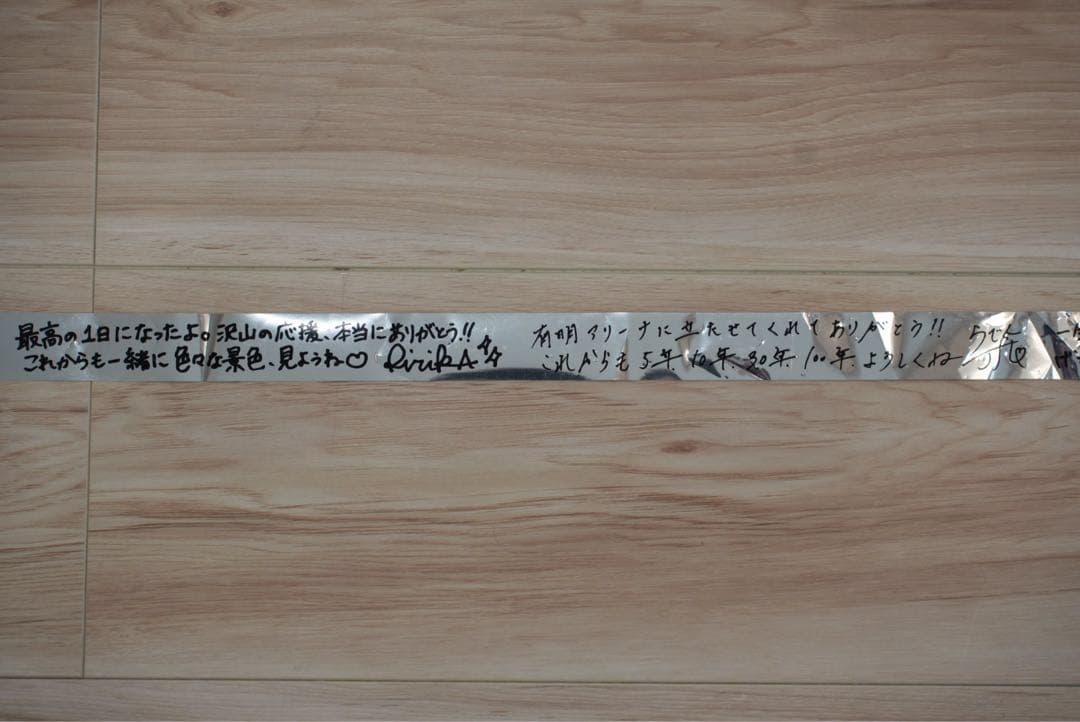 最高の1日になったよ。沢山の応援、本当にありがとう!!
これからも一緒に色々な景色、見ようね♡ RiriKA
有明アリーナに立たせてくれてありがとう!!
これからも5年、10年、30年、100年、よろしくね